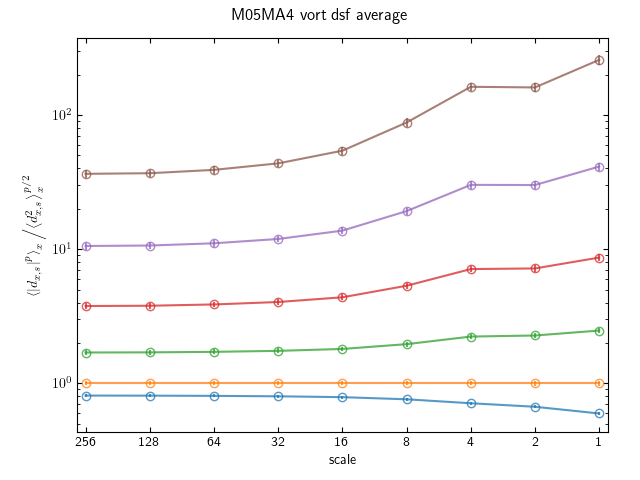 M05MA4 vort dsf average
⟨|d_{x,s}|^p⟩_x / ⟨d_{x,s}^2⟩_x^{p/2}
10^2
10^1
10^0
256 128 64 32 16 8 4 2 1
scale